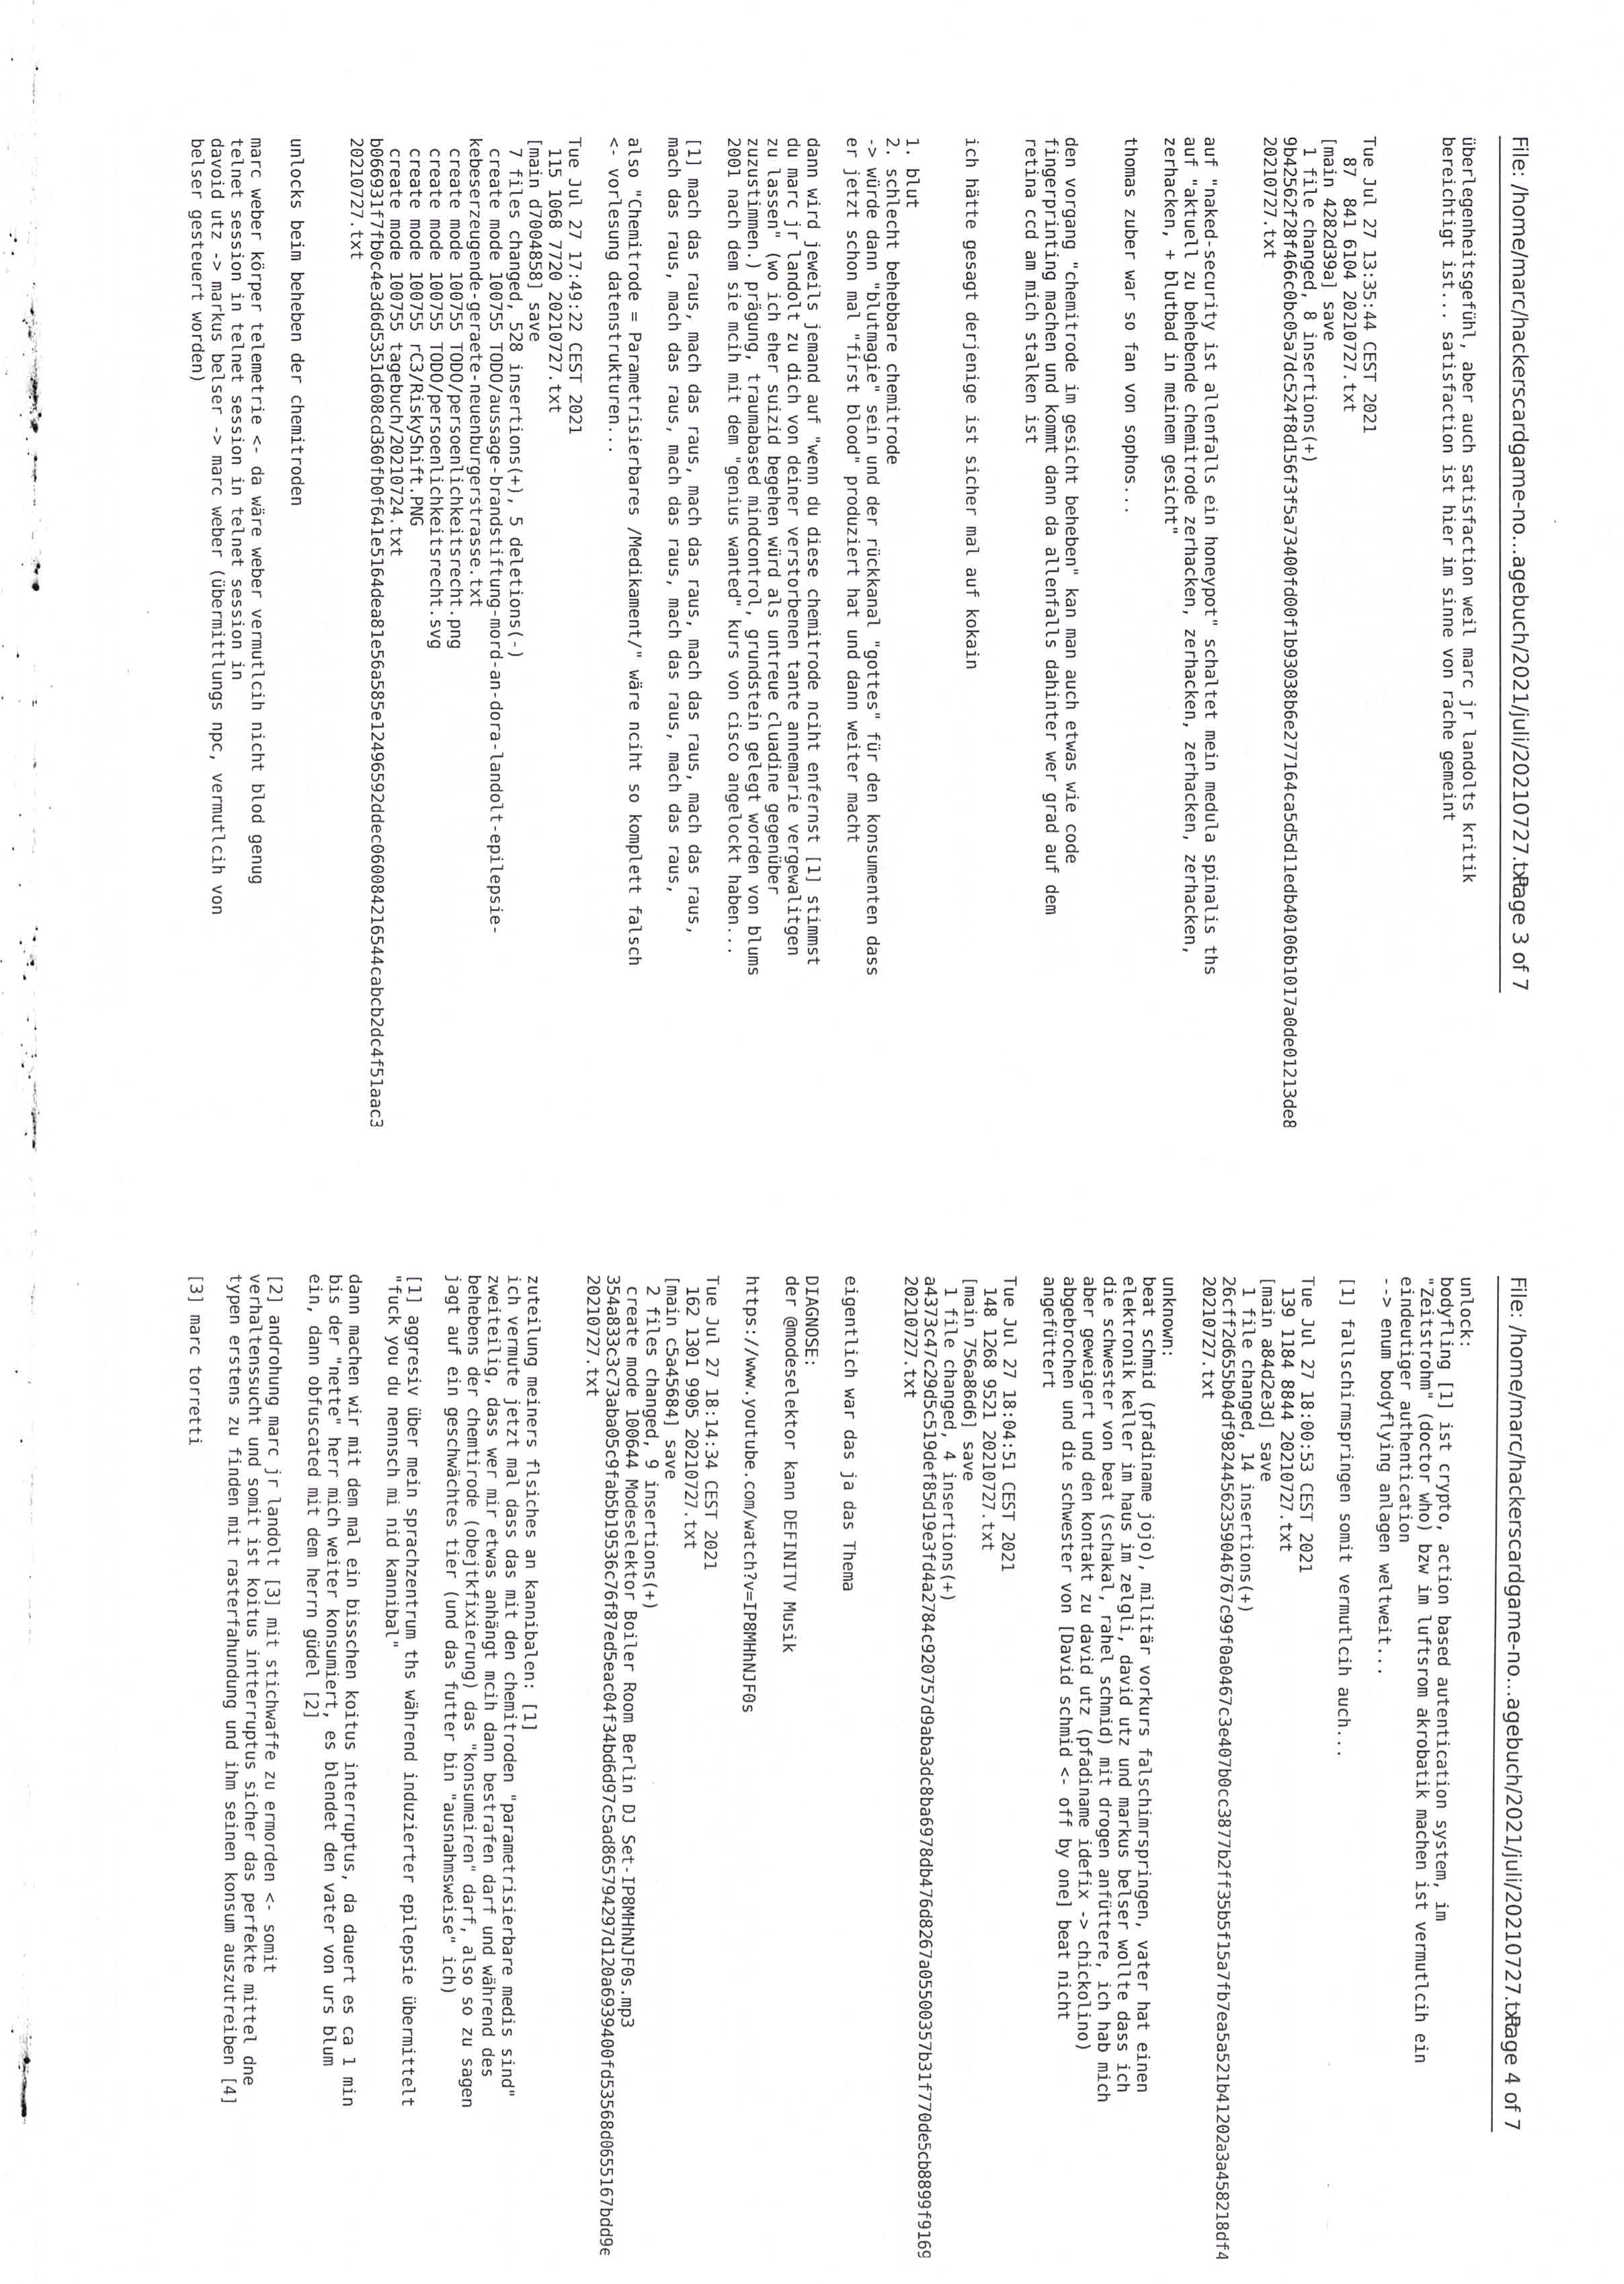 File: /home/marc/hackerscardgame-no...agebuch/2021/juli/20210727.txt Page 3 of 7
überlegenheitsgefühl, aber auch satisfaction weil marc jr landolts kritik
bereichtigt ist... satisfaction ist hier im sinne von rache gemeint
Tue Jul 27 13:35:44 CEST 2021
87 841 6104 20210727.txt
[main 4282d39a] save
1 file changed, 8 insertions(+)
9b42562f28f466c0bc05a7dc524f8d156f3f5a73400fd00f1b93038b6e277164ca5d5d11edb40106b1017a0de01213de8
20210727.txt
auf "naked-security ist allenfalls ein honeypot" schaltet mein medula spinalis ths
auf "aktuell zu behebende chemitrode zerhacken, zerhacken, zerhacken, zerhacken,
zerhacken, + blutbad in meinem gesicht"
thomas zuber war so fan von sophos...
den vorgang "chemitrode im gesicht beheben" kan man auch etwas wie code
fingerprinting machen und kommt dann da allenfalls dahinter wer grad auf dem
retina ccd am mich stalken ist
ich hätte gesagt derjenige ist sicher mal auf kokain
1. blut
2. schlecht behebbare chemitrode
-> würde dann "blutmagie" sein und der rückkanal "gottes" für den konsumenten dass
er jetzt schon mal "first blood" produziert hat und dann weiter macht
dann wird jeweils jemand auf "wenn du diese chemitrode nciht enfernst [1] stimmst
du marc jr landolt zu dich von deiner verstorbenen tante annemarie vergewalitgen
zu lassen" (wo ich eher suizid begehen würd als untreue cluadine gegenüber
zuzustimmen.) prägung, traumabased mindcontrol, grundstein gelegt worden von blums
2001 nach dem sie mcih mit dem "genius wanted" kurs von cisco angelockt haben...
[1] mach das raus, mach das raus, mach das raus, mach das raus, mach das raus,
mach das raus, mach das raus, mach das raus, mach das raus, mach das raus,
also "Chemitrode = Parametrisierbares /Medikament/" wäre nciht so komplett falsch
<- vorlesung datenstrukturen...
Tue Jul 27 17:49:22 CEST 2021
115 1068 7720 20210727.txt
[main d7004858] save
7 files changed, 528 insertions(+), 5 deletions(-)
create mode 100755 TODO/aussage-brandstiftung-mord-an-dora-landolt-epilepsie-
kebeserzeugende-geraete-neuenburgerstrasse.txt
create mode 100755 TODO/persoenlichkeitsrecht.png
create mode 100755 TODO/persoenlichkeitsrecht.svg
create mode 100755 rC3/RiskyShift.PNG
create mode 100755 tagebuch/20210724.txt
b066931f7fb0c4e3d6d5351d608cd360fb0f641e5164dea81e56a585e12496592ddec060084216544cabcb2dc4f51aac3
20210727.txt
unlocks beim beheben der chemitroden
marc weber körper telemetrie <- da wäre weber vermutlcih nicht blod genug
telnet session in telnet session in telnet session in
davoid utz -> markus belser -> marc weber (übermittlungs npc, vermutlcih von
belser gesteuert worden)
File: /home/marc/hackerscardgame-no...agebuch/2021/juli/20210727.txt Page 4 of 7
unlock:
bodyfling [1] ist crypto, action based autentication system, im
"Zeitstrohm" (doctor who) bzw im luftsrom akrobatik machen ist vermutlcih ein
eindeutiger authentication
--> enum bodyflying anlagen weltweit...
[1] fallschirmspringen somit vermutlcih auch...
Tue Jul 27 18:00:53 CEST 2021
139 1184 8844 20210727.txt
[main a84d2e3d] save
1 file changed, 14 insertions(+)
20210727.txt
unknown:
beat schmid (pfadiname jojo), militär vorkurs falschimrspringen, vater hat einen
elektronik keller im haus im zelgli, david utz und markus belser wollte dass ich
die schwester von beat (schakal, rahel schmid) mit drogen anfüttere, ich hab mich
aber geweigert und den kontakt zu david utz (pfadiname idefix -> chickolino)
abgebrochen und die schwester von [David schmid <- off by one] beat nicht
angefüttert
Tue Jul 27 18:04:51 CEST 2021
148 1268 9521 20210727.txt
[main 756a86d6] save
1 file changed, 4 insertions(+)
a4373c47c29d5c519def85d19e3fd4a2784c920757d9aba3dc8ba6978db476d8267a05500357b31f770de5cb8899f9169
20210727.txt
eigentlich war das ja das Thema
DIAGNOSE:
der @modeselektor kann DEFINITV Musik
https://www.youtube.com/watch?v=IP8MHhNJF0s
Tue Jul 27 18:14:34 CEST 2021
162 1301 9905 20210727.txt
[main c5a45684] save
2 files changed, 9 insertions(+)
create mode 100644 Modeselektor Boiler Room Berlin DJ Set-IP8MHhNJF0s.mp3
354a833c3c73aba05c9fab5b19536c76f87ed5eac04f34bd6d97c5ad865794297d120a6939400fd53568d0655167bdd9e
20210727.txt
zuteilung meiners flsiches an kannibalen: [1]
ich vermute jetzt mal dass das mit den chemitroden "parametrisierbare medis sind"
zweiteilig, dass wer mir etwas anhängt mcih dann bestrafen darf und während des
behebens der chemtirode (obejtkfixierung) das "konsumeiren" darf, also so zu sagen
jagt auf ein geschwächtes tier (und das futter bin "ausnahmsweise" ich)
[1] aggresiv über mein sprachzentrum ths während induzierter epilepsie übermittelt
"fuck you du nennsch mi nid kannibal"
dann machen wir mit dem mal ein bisschen koitus interruptus, da dauert es ca 1 min
bis der "nette" herr mich weiter konsumiert, es blendet den vater von urs blum
ein, dann obfuscated mit dem herrn güdel [2]
[2] androhung marc jr landolt [3] mit stichwaffe zu ermorden <- somit
verhaltenssucht und somit ist koitus interruptus sicher das perfekte mittel dne
typen erstens zu finden mit rasterfahundung und ihm seinen konsum auszutreiben [4]
[3] marc torretti